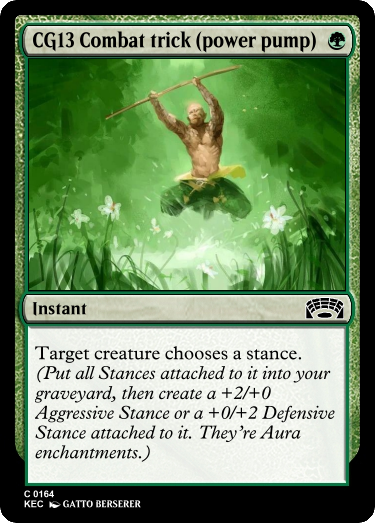 CG13 Combat trick (power pump)
Instant
Target creature chooses a stance.
(Put all Stances attached to it into your
graveyard, then create a +2/+0
Aggressive Stance or a +0/+2 Defensive
Stance attached to it. They're Aura
enchantments.)
C 0164
KEC GATTO BERSERER